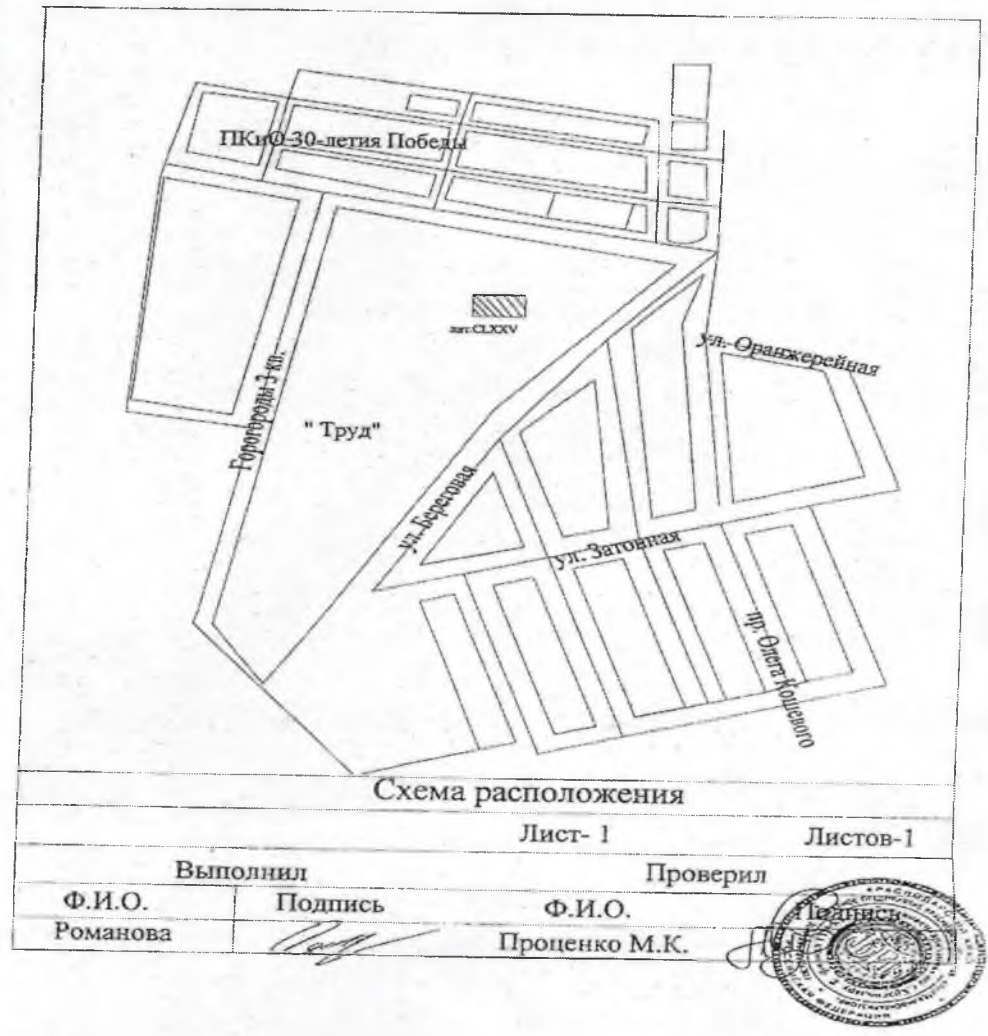 ПКиО 30-летия Победы
лит.CLXXV
ул. Оранжерейная
Горогороды 3 кв.
" Труд"
ул. Береговая
ул. Затонная
пр. Олега Кошевого
Схема расположения
Лист- 1 Листов-1
Выполнил Проверил
Ф.И.О. Подпись Ф.И.О. Подпись
Романова Проценко М.К.